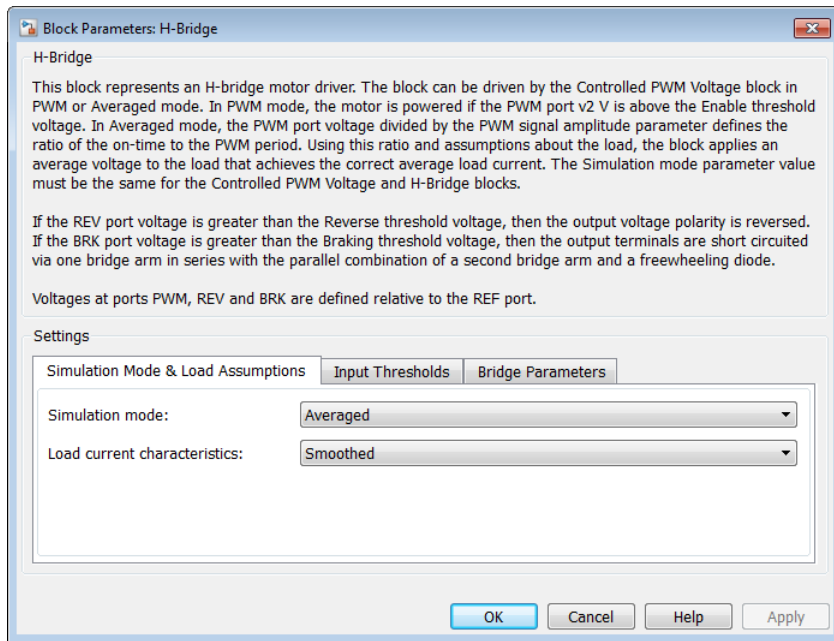 Block Parameters: H-Bridge
H-Bridge
This block represents an H-bridge motor driver. The block can be driven by the Controlled PWM Voltage block in
PWM or Averaged mode. In PWM mode, the motor is powered if the PWM port v2 V is above the Enable threshold
voltage. In Averaged mode, the PWM port voltage divided by the PWM signal amplitude parameter defines the
ratio of the on-time to the PWM period. Using this ratio and assumptions about the load, the block applies an
average voltage to the load that achieves the correct average load current. The Simulation mode parameter value
must be the same for the Controlled PWM Voltage and H-Bridge blocks.
If the REV port voltage is greater than the Reverse threshold voltage, then the output voltage polarity is reversed.
If the BRK port voltage is greater than the Braking threshold voltage, then the output terminals are short circuited
via one bridge arm in series with the parallel combination of a second bridge arm and a freewheeling diode.
Voltages at ports PWM, REV and BRK are defined relative to the REF port.
Settings
Simulation Mode & Load Assumptions Input Thresholds Bridge Parameters
Simulation mode: Averaged
Load current characteristics: Smoothed
OK Cancel Help Apply